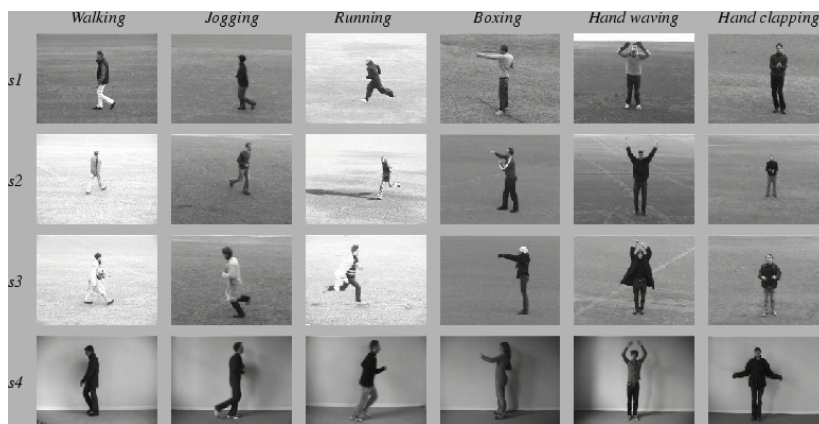 Walking Jogging Running Boxing Hand waving Hand clapping
s1
s2
s3
s4